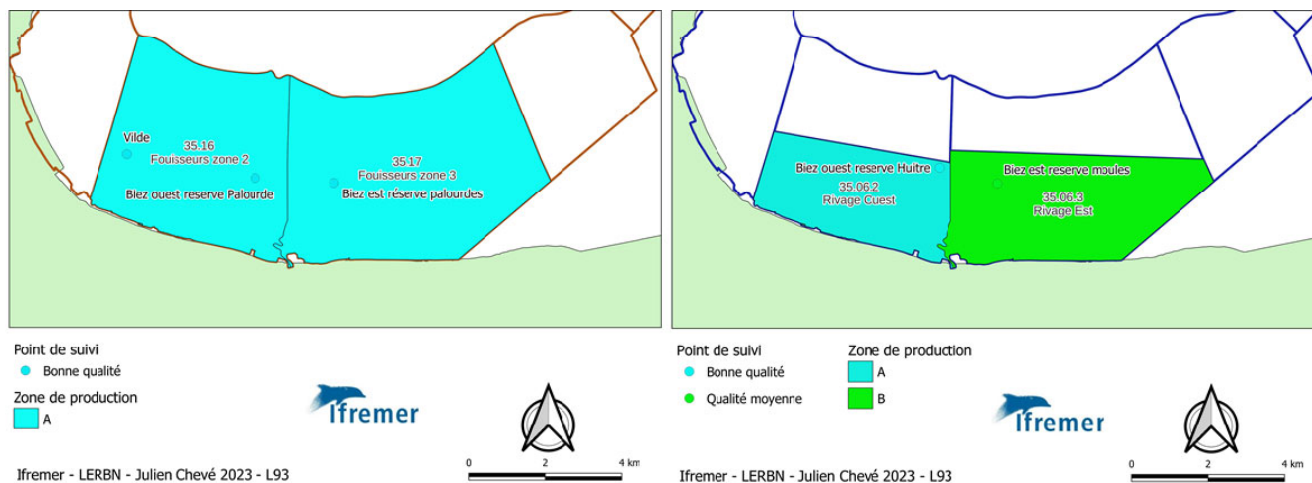 Vilde
35.16
Fouisseurs zone 2
Biez ouest reserve Palourde
35.17
Fouisseurs zone 3
Biez est réserve palourdes
Point de suivi
Bonne qualité
Zone de production
A
Ifremer
0 2 4 km
Ifremer - LERBN - Julien Chevé 2023 - L93
Biez ouest reserve Huitre
35.06.2
Rivage Ouest
Biez est reserve moules
35.06.3
Rivage Est
Point de suivi
Bonne qualité
Qualité moyenne
Zone de production
A
B
Ifremer
0 2 4 km
Ifremer - LERBN - Julien Chevé 2023 - L93